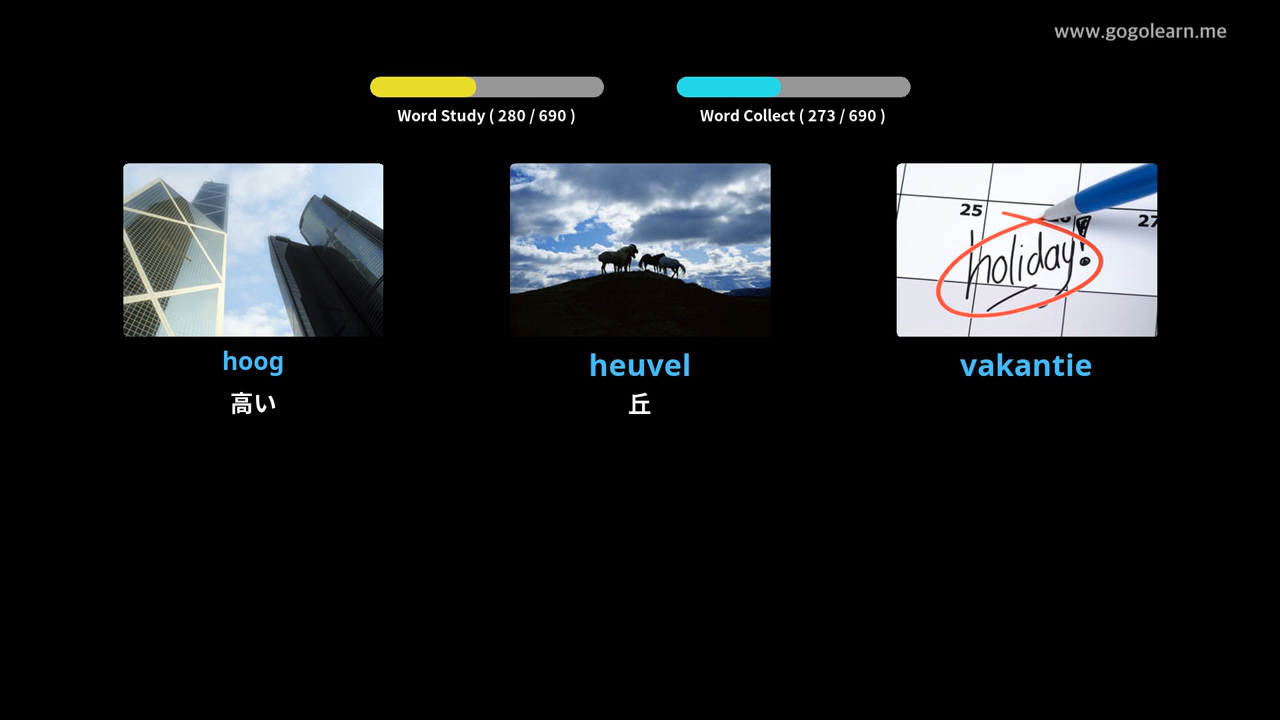 www.gogolearn.me
Word Study ( 280 / 690 )
Word Collect ( 273 / 690 )
25
27
holiday!
hoog
heuvel
vakantie
高い
丘